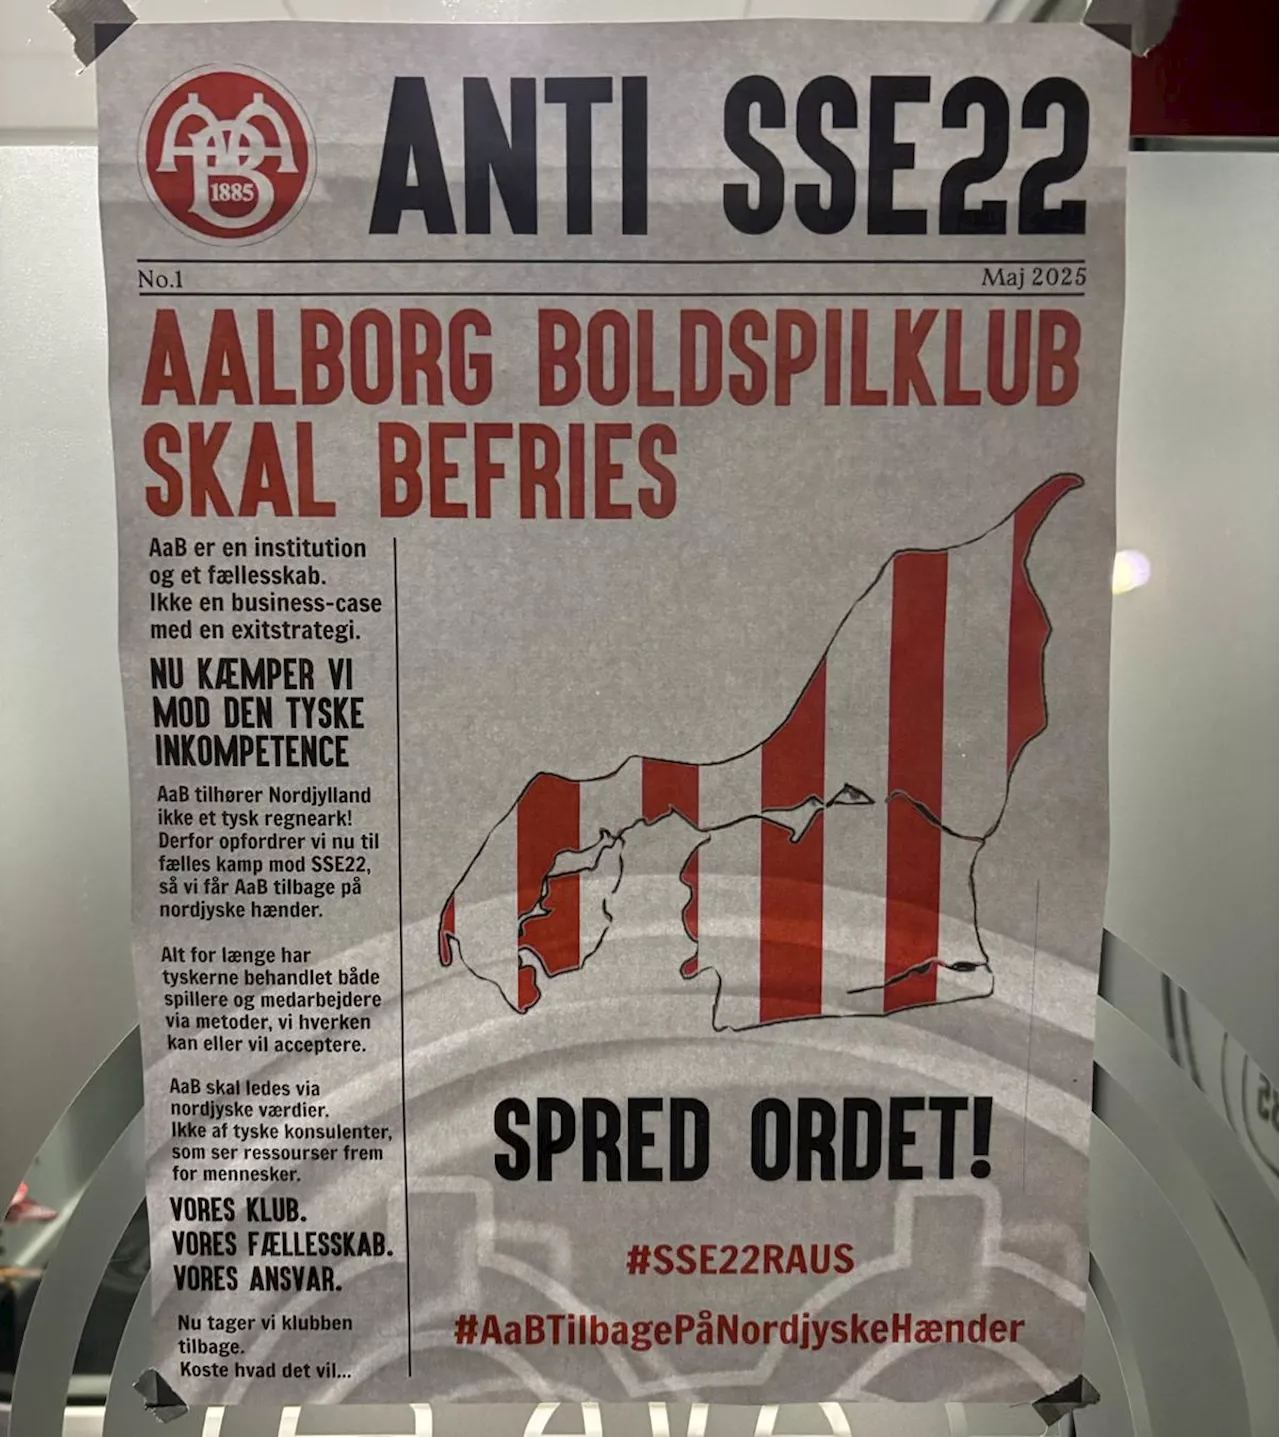 AaB
1885
ANTI SSE22
No.1
Maj 2025
AALBORG BOLDSPILKLUB
SKAL BEFRIES
AaB er en institution
og et fællesskab.
Ikke en business-case
med en exitstrategi.
NU KÆMPER VI
MOD DEN TYSKE
INKOMPETENCE
AaB tilhører Nordjylland
ikke et tysk regneark!
Derfor opfordrer vi nu til
fælles kamp mod SSE22,
så vi får AaB tilbage på
nordjyske hænder.
Alt for længe har
tyskerne behandlet både
spillere og medarbejdere
via metoder, vi hverken
kan eller vil acceptere.
AaB skal ledes via
nordjyske værdier.
Ikke af tyske konsulenter,
som ser ressourser frem
for mennesker.
VORES KLUB.
VORES FÆLLESSKAB.
VORES ANSVAR.
Nu tager vi klubben
tilbage.
Koste hvad det vil...
SPRED ORDET!
#SSE22RAUS
#AaBTilbagePåNordjyskeHænder